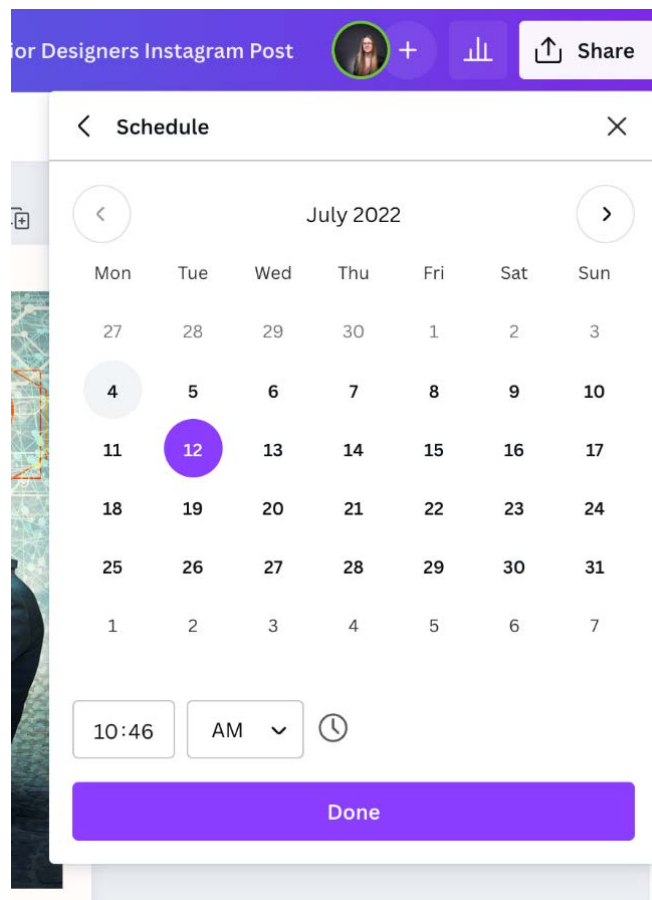 ior Designers Instagram Post + Share
Schedule
July 2022
Mon Tue Wed Thu Fri Sat Sun
27 28 29 30 1 2 3
4 5 6 7 8 9 10
11 12 13 14 15 16 17
18 19 20 21 22 23 24
25 26 27 28 29 30 31
1 2 3 4 5 6 7
10:46 AM
Done